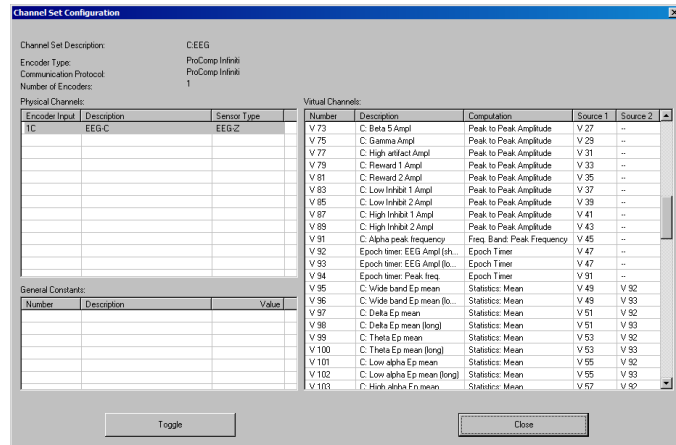 Channel Set Configuration
Channel Set Description: C:EEG
Encoder Type: ProComp Infiniti
Communication Protocol: ProComp Infiniti
Number of Encoders: 1
Physical Channels:
Encoder Input Description Sensor Type
1C EEG-C EEG-Z
General Constants:
Number Description Value
Virtual Channels:
Number Description Computation Source 1 Source 2
V 73 C: Beta 5 Ampl Peak to Peak Amplitude V 27 --
V 75 C: Gamma Ampl Peak to Peak Amplitude V 29 --
V 77 C: High artifact Ampl Peak to Peak Amplitude V 31 --
V 79 C: Reward 1 Ampl Peak to Peak Amplitude V 33 --
V 81 C: Reward 2 Ampl Peak to Peak Amplitude V 35 --
V 83 C: Low Inhibit 1 Ampl Peak to Peak Amplitude V 37 --
V 85 C: Low Inhibit 2 Ampl Peak to Peak Amplitude V 39 --
V 87 C: High Inhibit 1 Ampl Peak to Peak Amplitude V 41 --
V 89 C: High Inhibit 2 Ampl Peak to Peak Amplitude V 43 --
V 91 C: Alpha peak frequency Freq. Band: Peak Frequency V 45 --
V 92 Epoch timer: EEG Ampl (sh... Epoch Timer V 47 --
V 93 Epoch timer: EEG Ampl (lo... Epoch Timer V 47 --
V 94 Epoch timer: Peak freq. Epoch Timer V 91 --
V 95 C: Wide band Ep mean Statistics: Mean V 49 V 92
V 96 C: Wide band Ep mean (lo... Statistics: Mean V 49 V 93
V 97 C: Delta Ep mean Statistics: Mean V 51 V 92
V 98 C: Delta Ep mean (long) Statistics: Mean V 51 V 93
V 99 C: Theta Ep mean Statistics: Mean V 53 V 92
V 100 C: Theta Ep mean (long) Statistics: Mean V 53 V 93
V 101 C: Low alpha Ep mean Statistics: Mean V 55 V 92
V 102 C: Low alpha Ep mean (long) Statistics: Mean V 55 V 93
V 103 C: High alpha Ep mean Statistics: Mean V 57 V 92
Toggle
Close